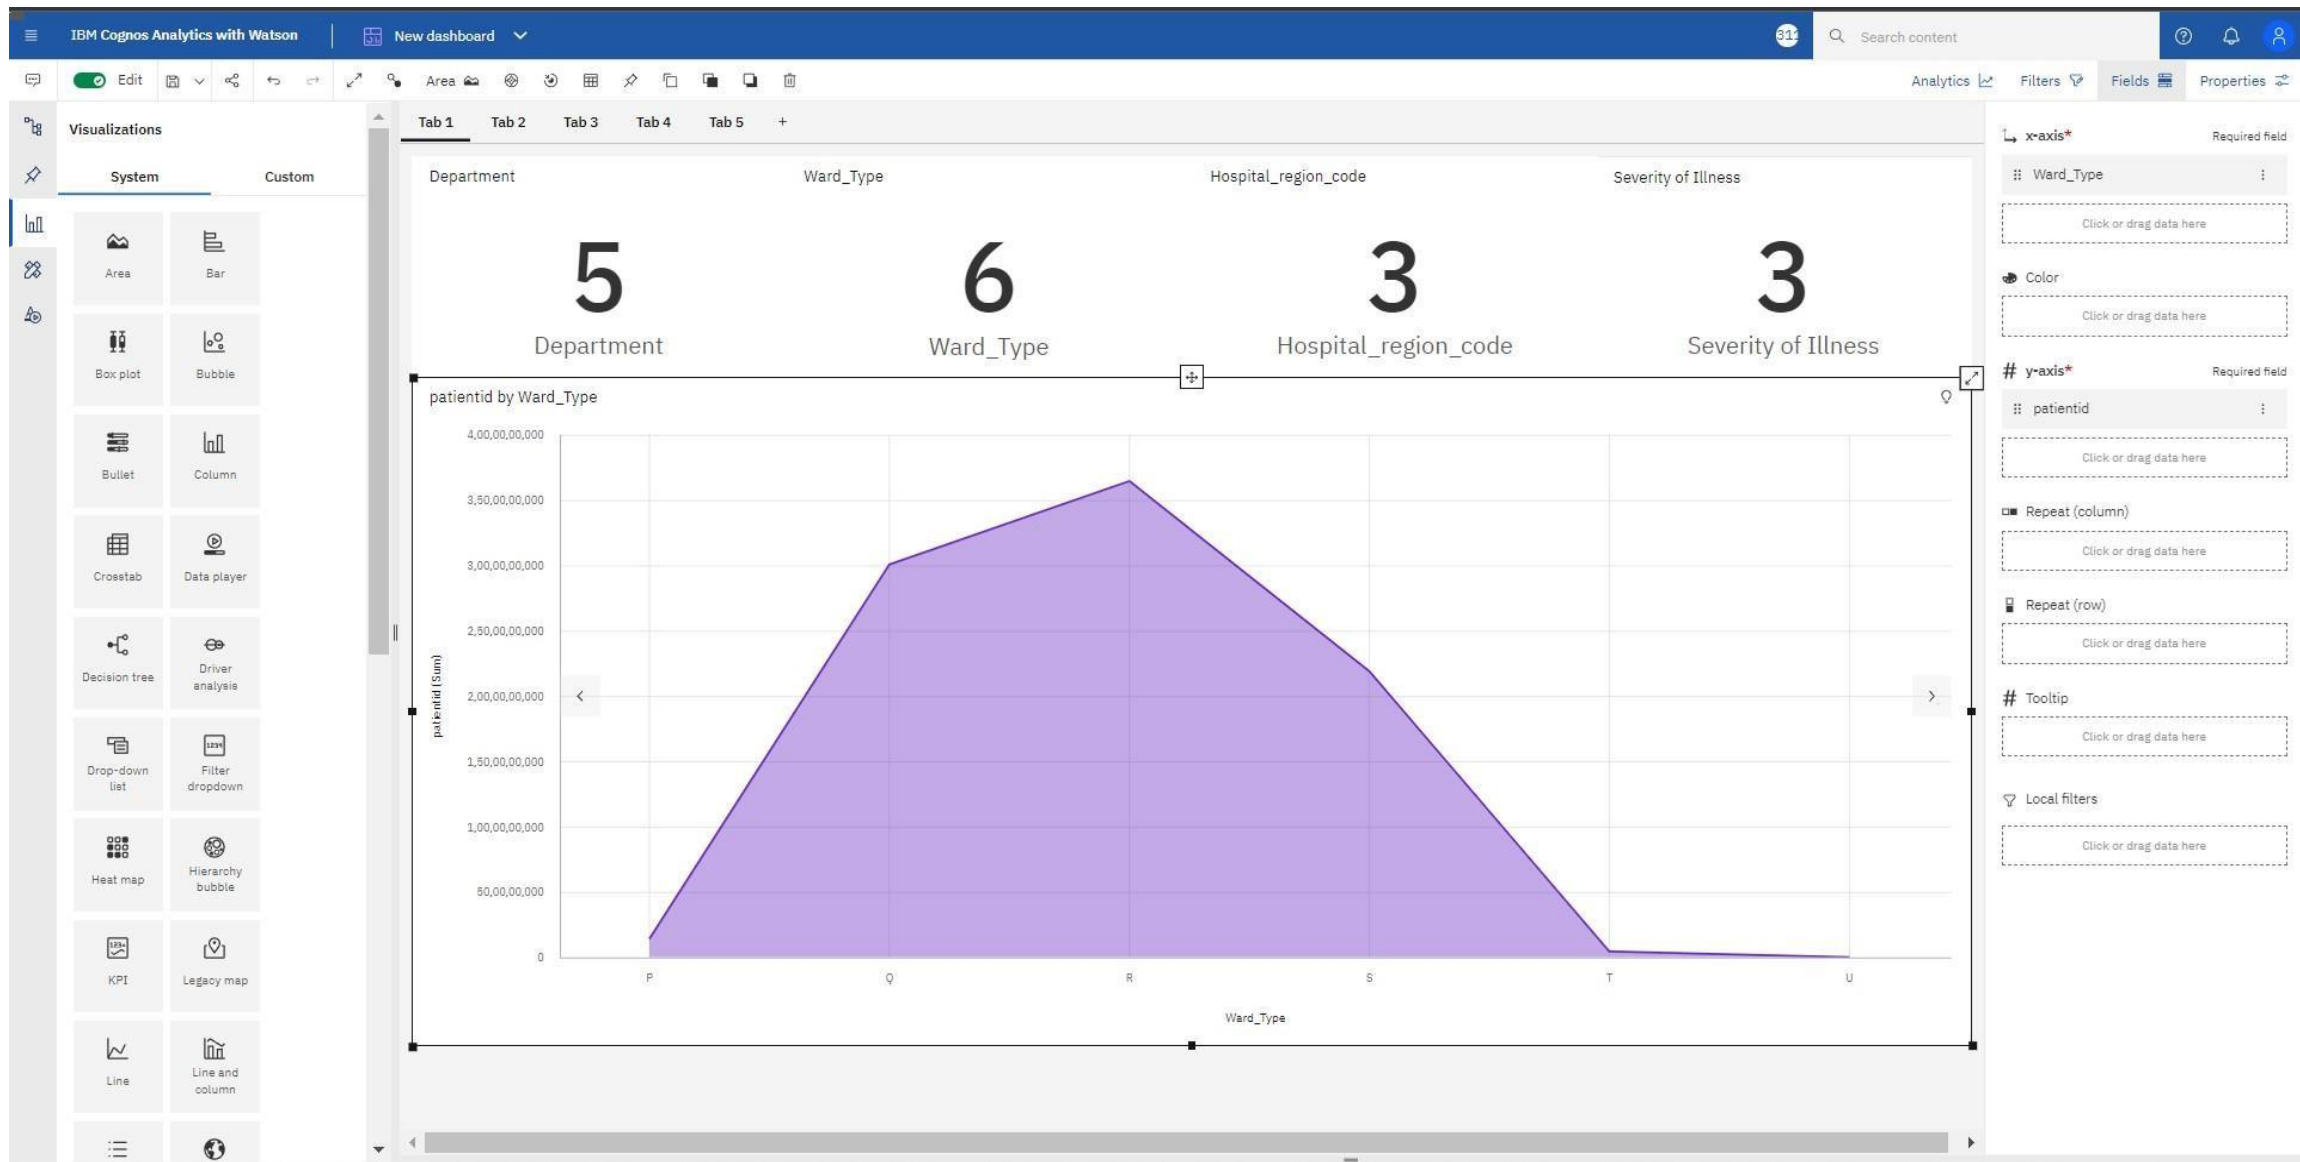 IBM Cognos Analytics with Watson
New dashboard
311
Search content
Edit
Area
Analytics
Filters
Fields
Properties
Visualizations
System
Custom
Area
Bar
Box plot
Bubble
Bullet
Column
Crosstab
Data player
Decision tree
Driver
analysis
Drop-down
list
Filter
dropdown
Heat map
Hierarchy
bubble
KPI
Legacy map
Line
Line and
column
Tab 1
Tab 2
Tab 3
Tab 4
Tab 5
+
Department
Ward_Type
Hospital_region_code
Severity of Illness
5
6
3
3
Department
Ward_Type
Hospital_region_code
Severity of Illness
patientid by Ward_Type
patientid (Sum)
4,00,00,00,000
3,50,00,00,000
3,00,00,00,000
2,50,00,00,000
2,00,00,00,000
1,50,00,00,000
1,00,00,00,000
50,00,00,000
0
P
Q
R
S
T
U
Ward_Type
x-axis*
Required field
Ward_Type
Click or drag data here
Color
Click or drag data here
# y-axis*
Required field
patientid
Click or drag data here
Repeat (column)
Click or drag data here
Repeat (row)
Click or drag data here
# Tooltip
Click or drag data here
Local filters
Click or drag data here